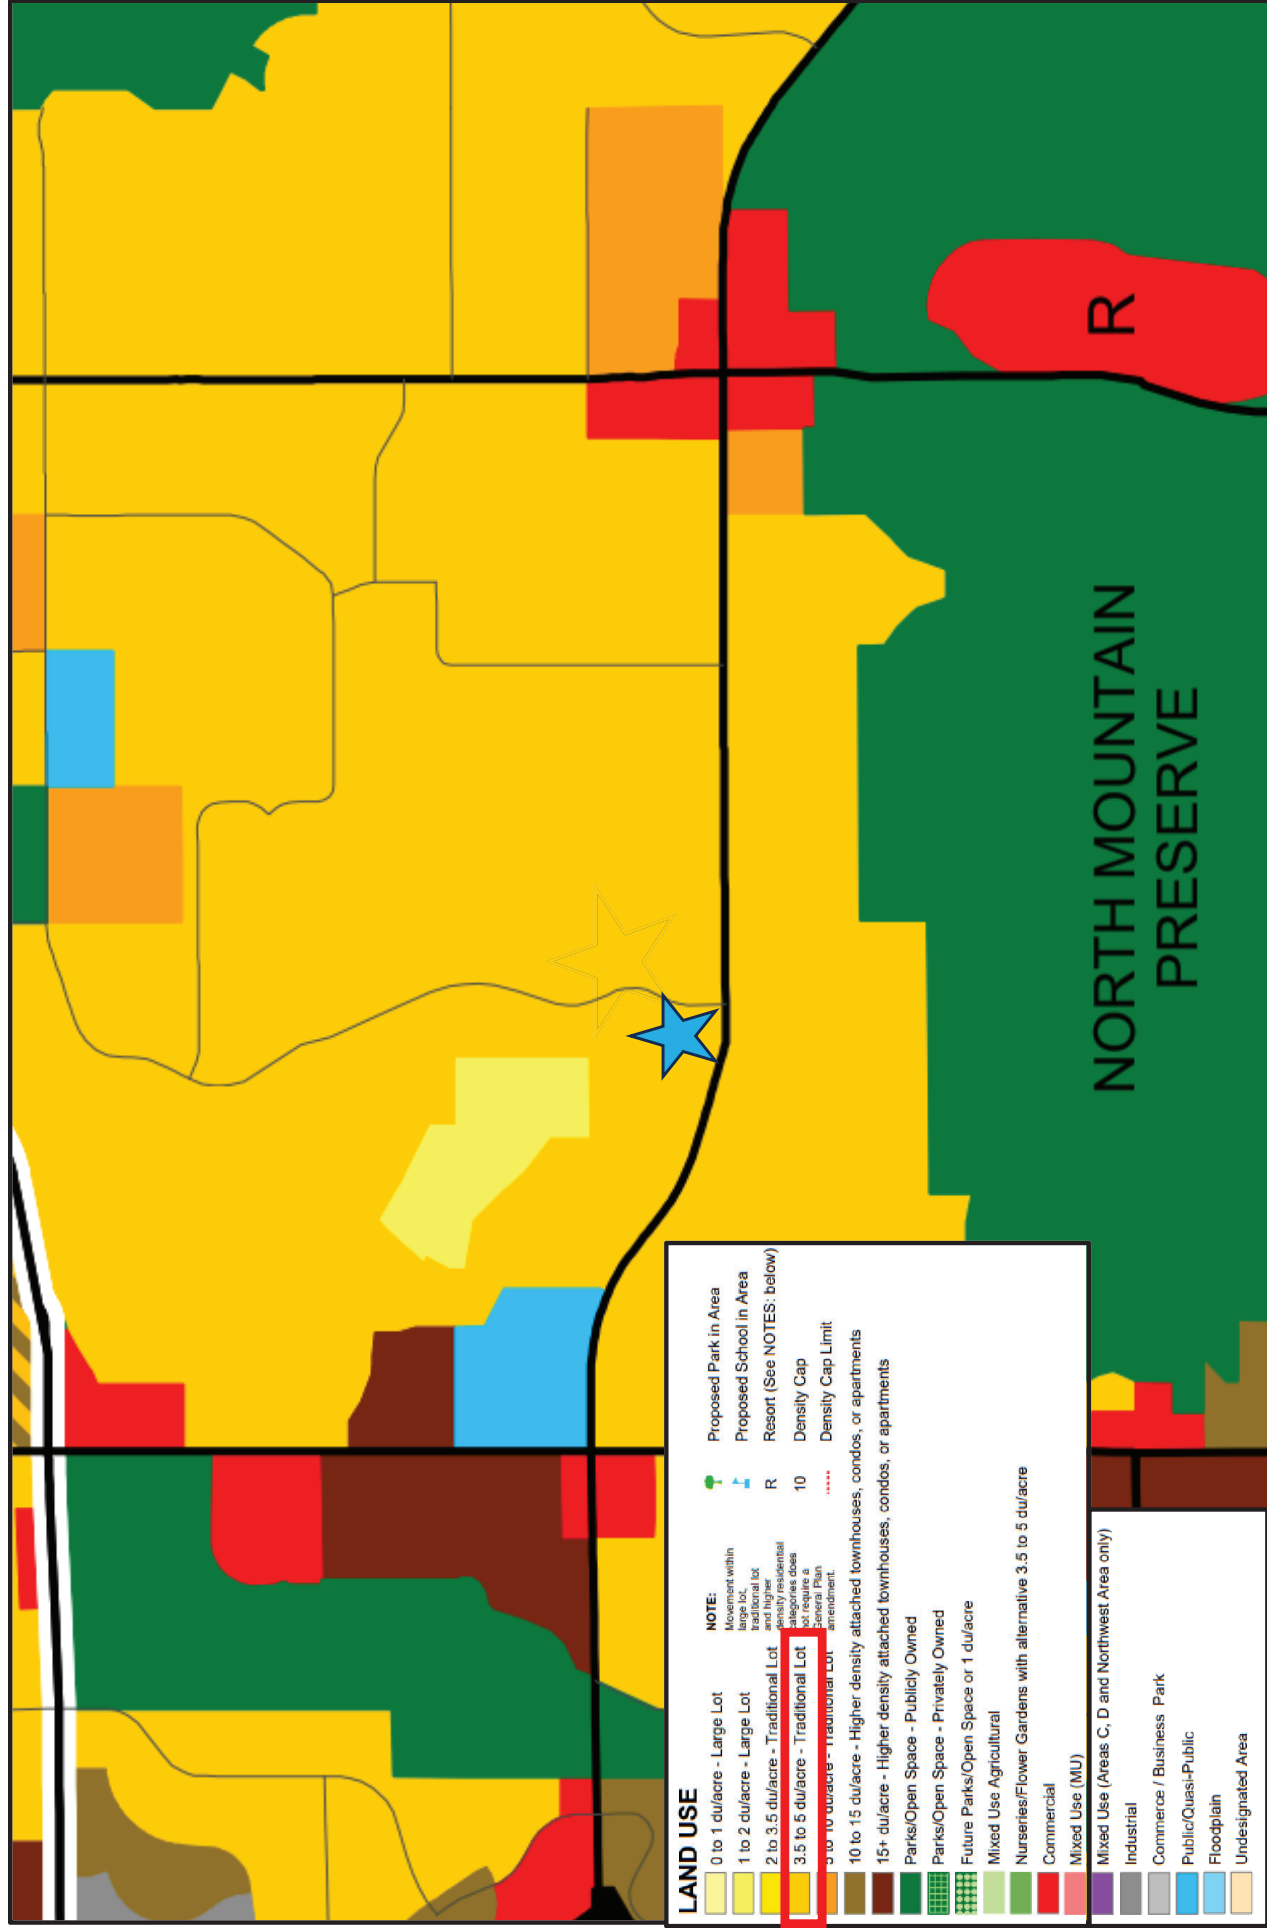 R
NORTH MOUNTAIN
PRESERVE
LAND USE
0 to 1 du/acre - Large Lot
1 to 2 du/acre - Large Lot
2 to 3.5 du/acre - Traditional Lot
3.5 to 5 du/acre - Traditional Lot
5 to 10 du/acre - Traditional Lot
10 to 15 du/acre - Higher density attached townhouses, condos, or apartments
15+ du/acre - Higher density attached townhouses, condos, or apartments
Parks/Open Space - Publicly Owned
Parks/Open Space - Privately Owned
Future Parks/Open Space or 1 du/acre
Mixed Use Agricultural
Nurseries/Flower Gardens with alternative 3.5 to 5 du/acre
Commercial
Mixed Use (MU)
Mixed Use (Areas C, D and Northwest Area only)
Industrial
Commerce / Business Park
Public/Quasi-Public
Floodplain
Undesignated Area
NOTE:
Movement within
large lot,
traditional lot
and higher
density residential
categories does
not require a
General Plan
amendment.
Proposed Park in Area
Proposed School in Area
R Resort (See NOTES: below)
10 Density Cap
Density Cap Limit